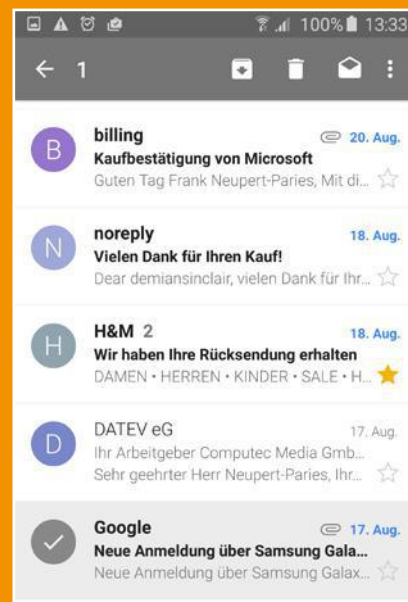 100% 13:33
1
B
billing
20. Aug.
Kaufbestätigung von Microsoft
Guten Tag Frank Neupert-Paries, Mit di...
N
noreply
18. Aug.
Vielen Dank für Ihren Kauf!
Dear demiansinclair, vielen Dank für Ihr...
H
H&M 2
18. Aug.
Wir haben Ihre Rücksendung erhalten
DAMEN • HERREN • KINDER • SALE • H...
D
DATEV eG
17. Aug.
Ihr Arbeitgeber Computec Media Gmb...
Sehr geehrter Herr Neupert-Paries, Ihr...
Google
17. Aug.
Neue Anmeldung über Samsung Gala...
Neue Anmeldung über Samsung Galax...